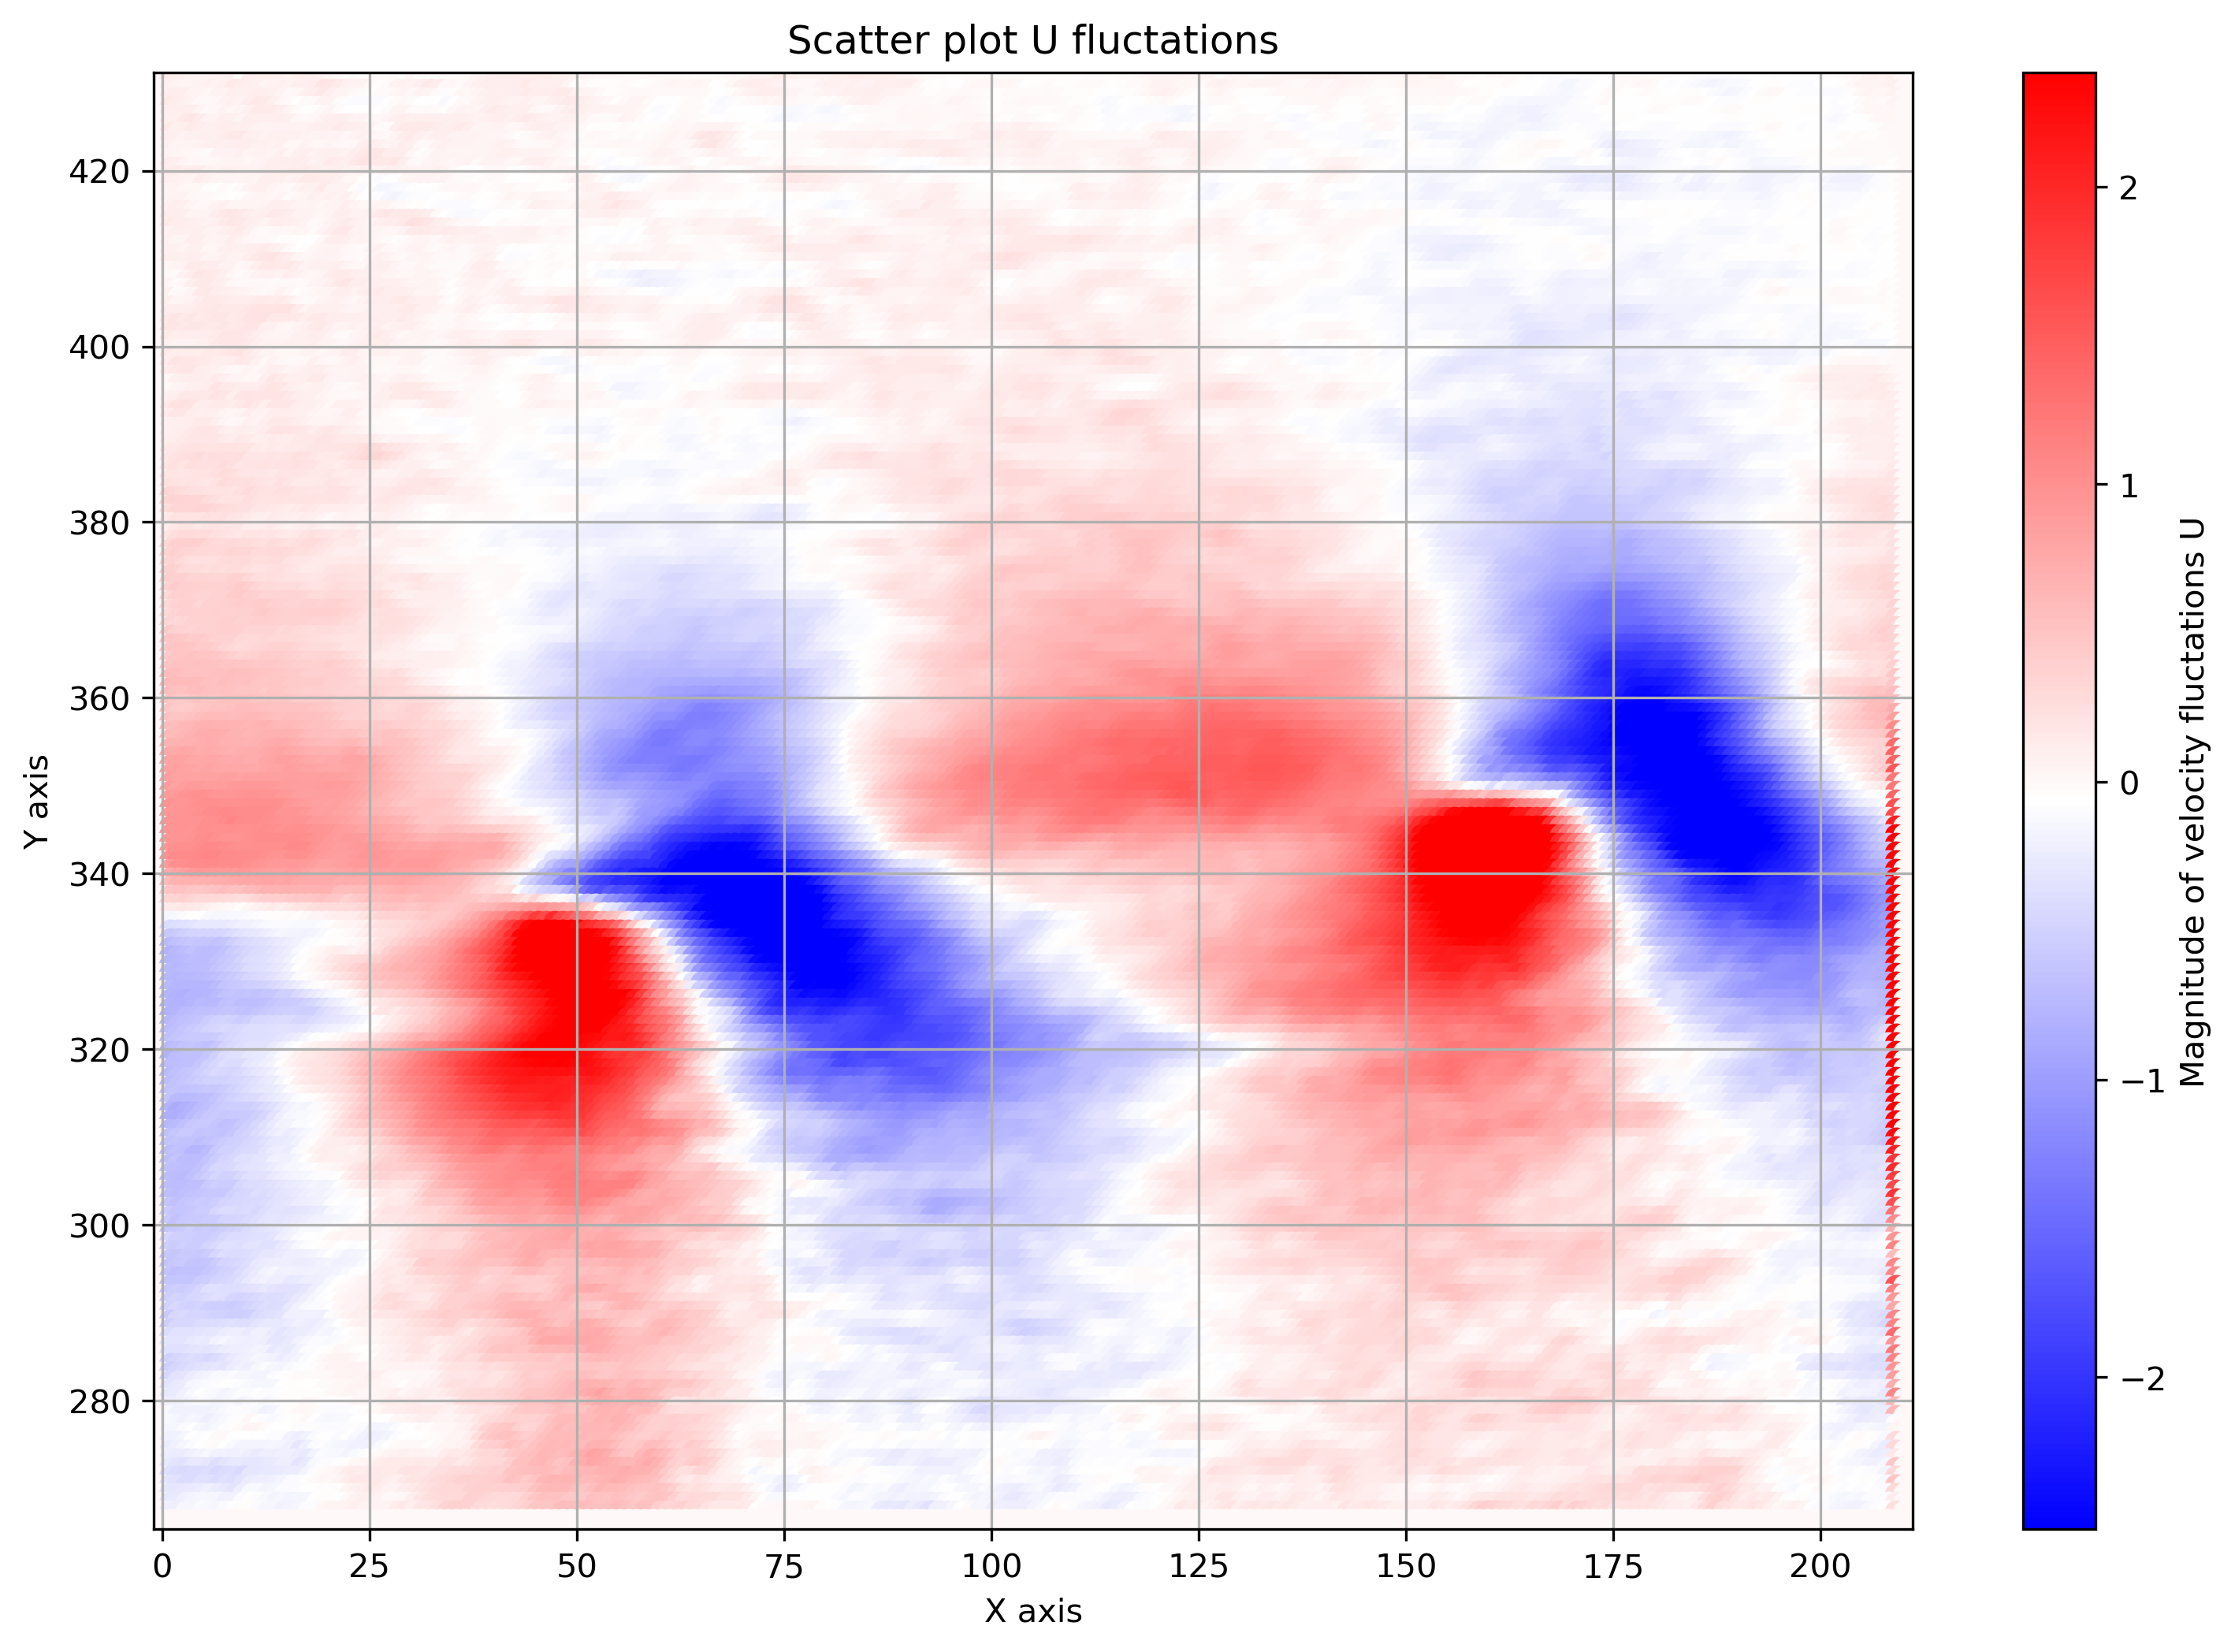 Scatter plot U fluctations
420
400
380
360
340
320
300
280
Y axis
0 25 50 75 100 125 150 175 200
X axis
2
1
0
−1
−2
Magnitude of velocity fluctations U